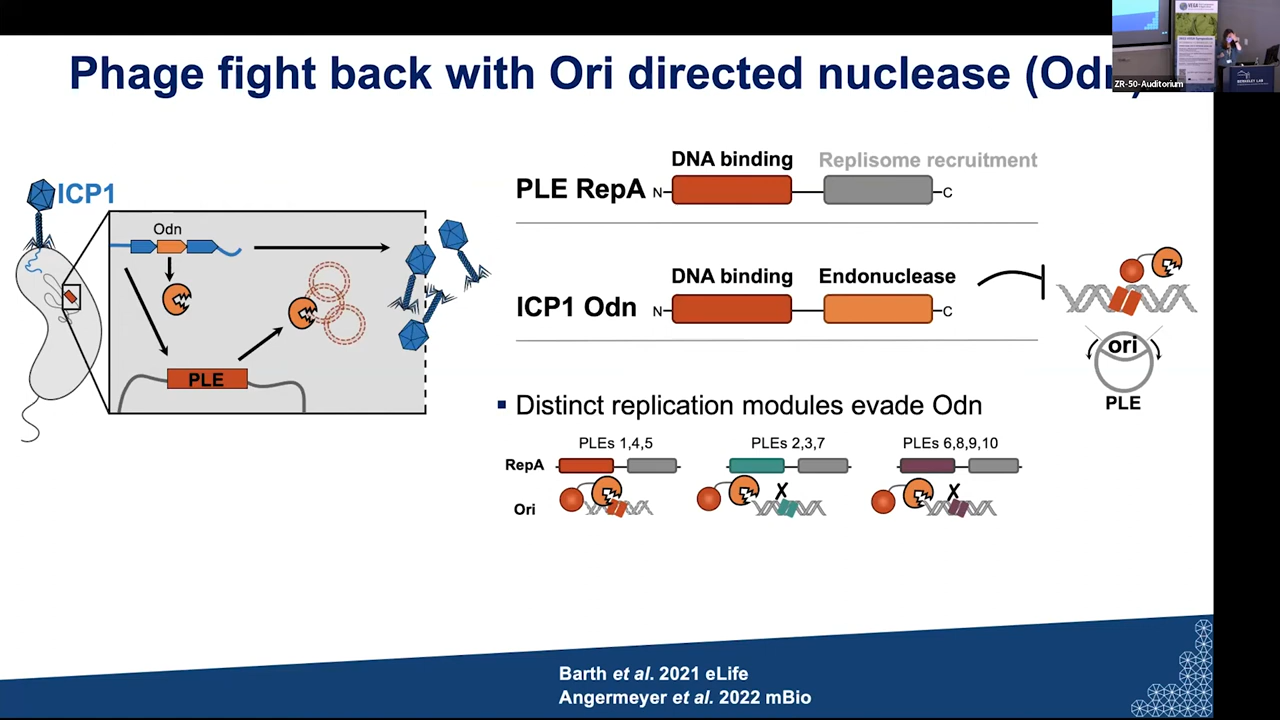 Phage fight back with Ori directed nuclease (Odn)
ZR-50-Auditorium
BERKELEY LAB
ICP1
Odn
PLE
DNA binding
Replisome recruitment
PLE RepA
N
C
DNA binding
Endonuclease
ICP1 Odn
N
C
ori
PLE
▪ Distinct replication modules evade Odn
PLEs 1,4,5
PLEs 2,3,7
PLEs 6,8,9,10
RepA
Ori
X
X
Barth et al. 2021 eLife
Angermeyer et al. 2022 mBio